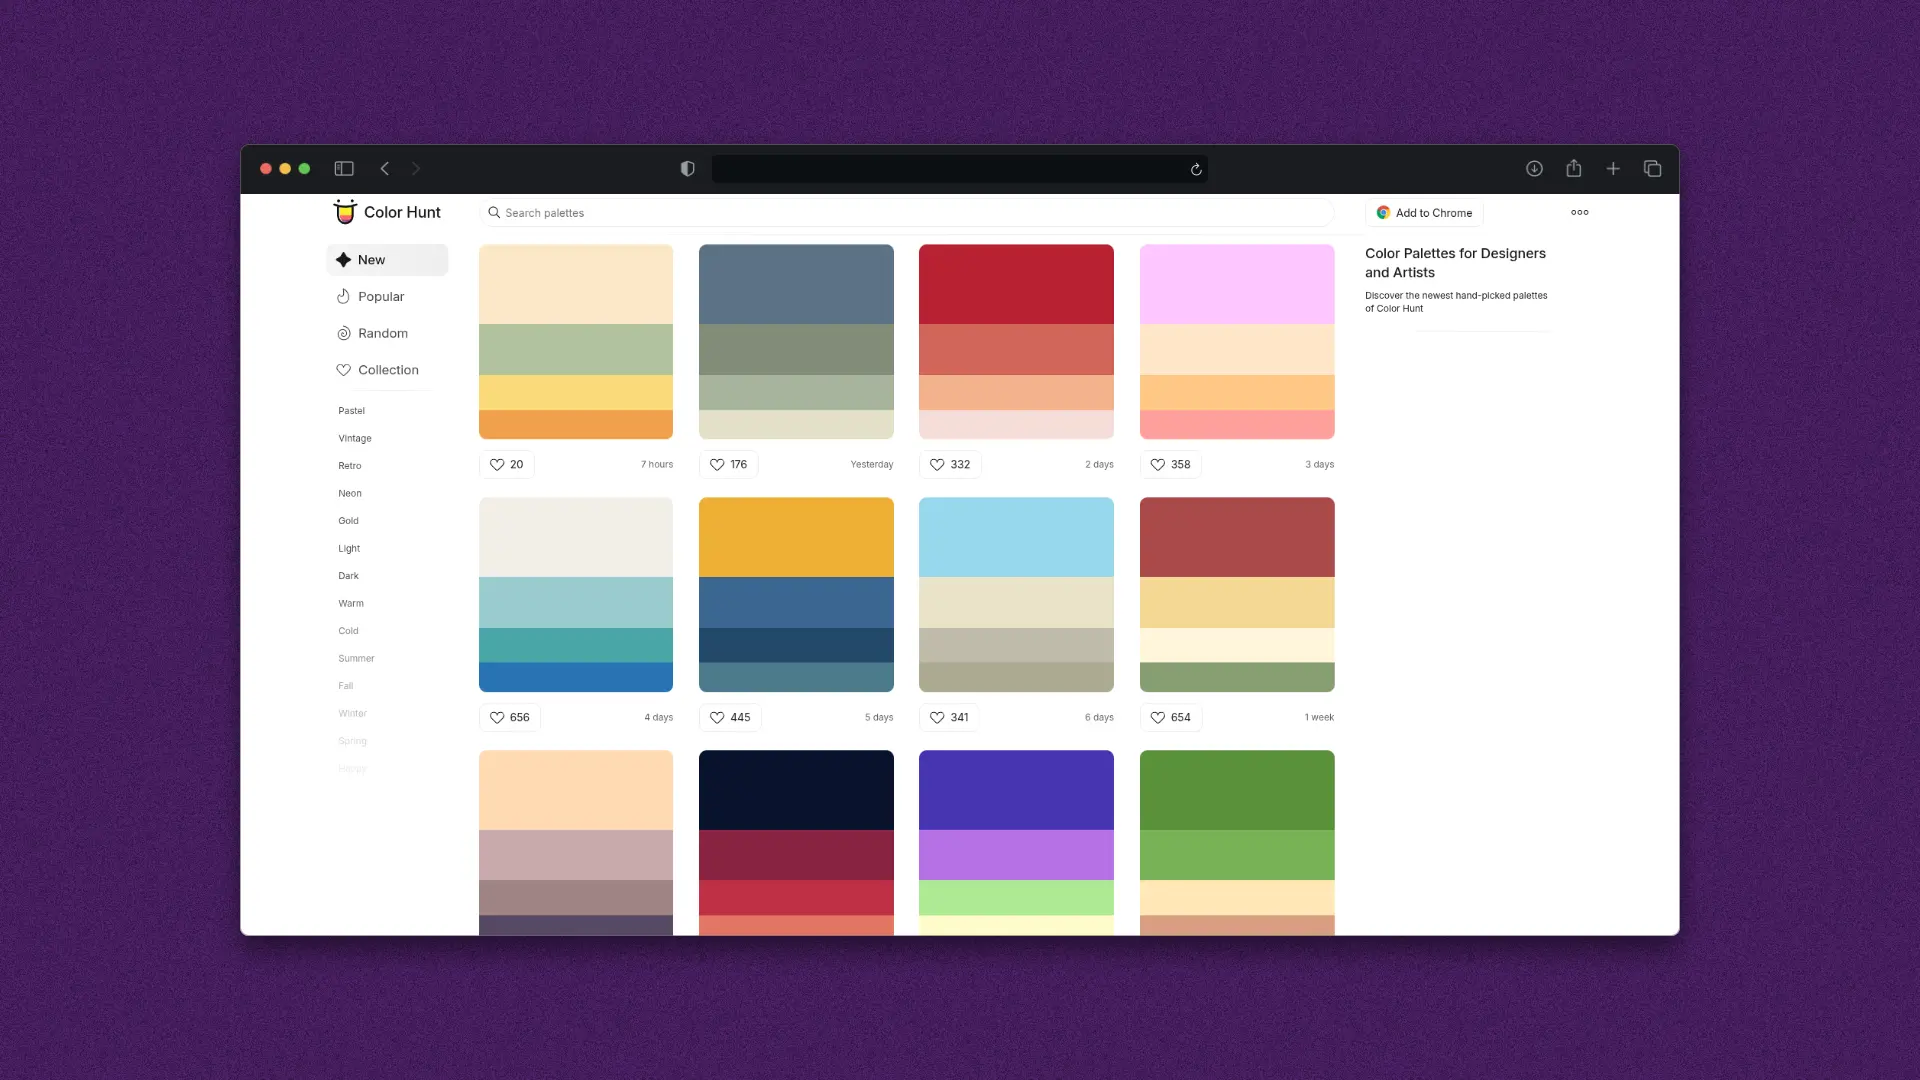 Color Hunt
Search palettes
Add to Chrome
New
Popular
Random
Collection
Pastel
Vintage
Retro
Neon
Gold
Light
Dark
Warm
Cold
Summer
Fall
Winter
Spring
Happy
20
7 hours
176
Yesterday
332
2 days
358
3 days
656
4 days
445
5 days
341
6 days
654
1 week
Color Palettes for Designers
and Artists
Discover the newest hand-picked palettes
of Color Hunt